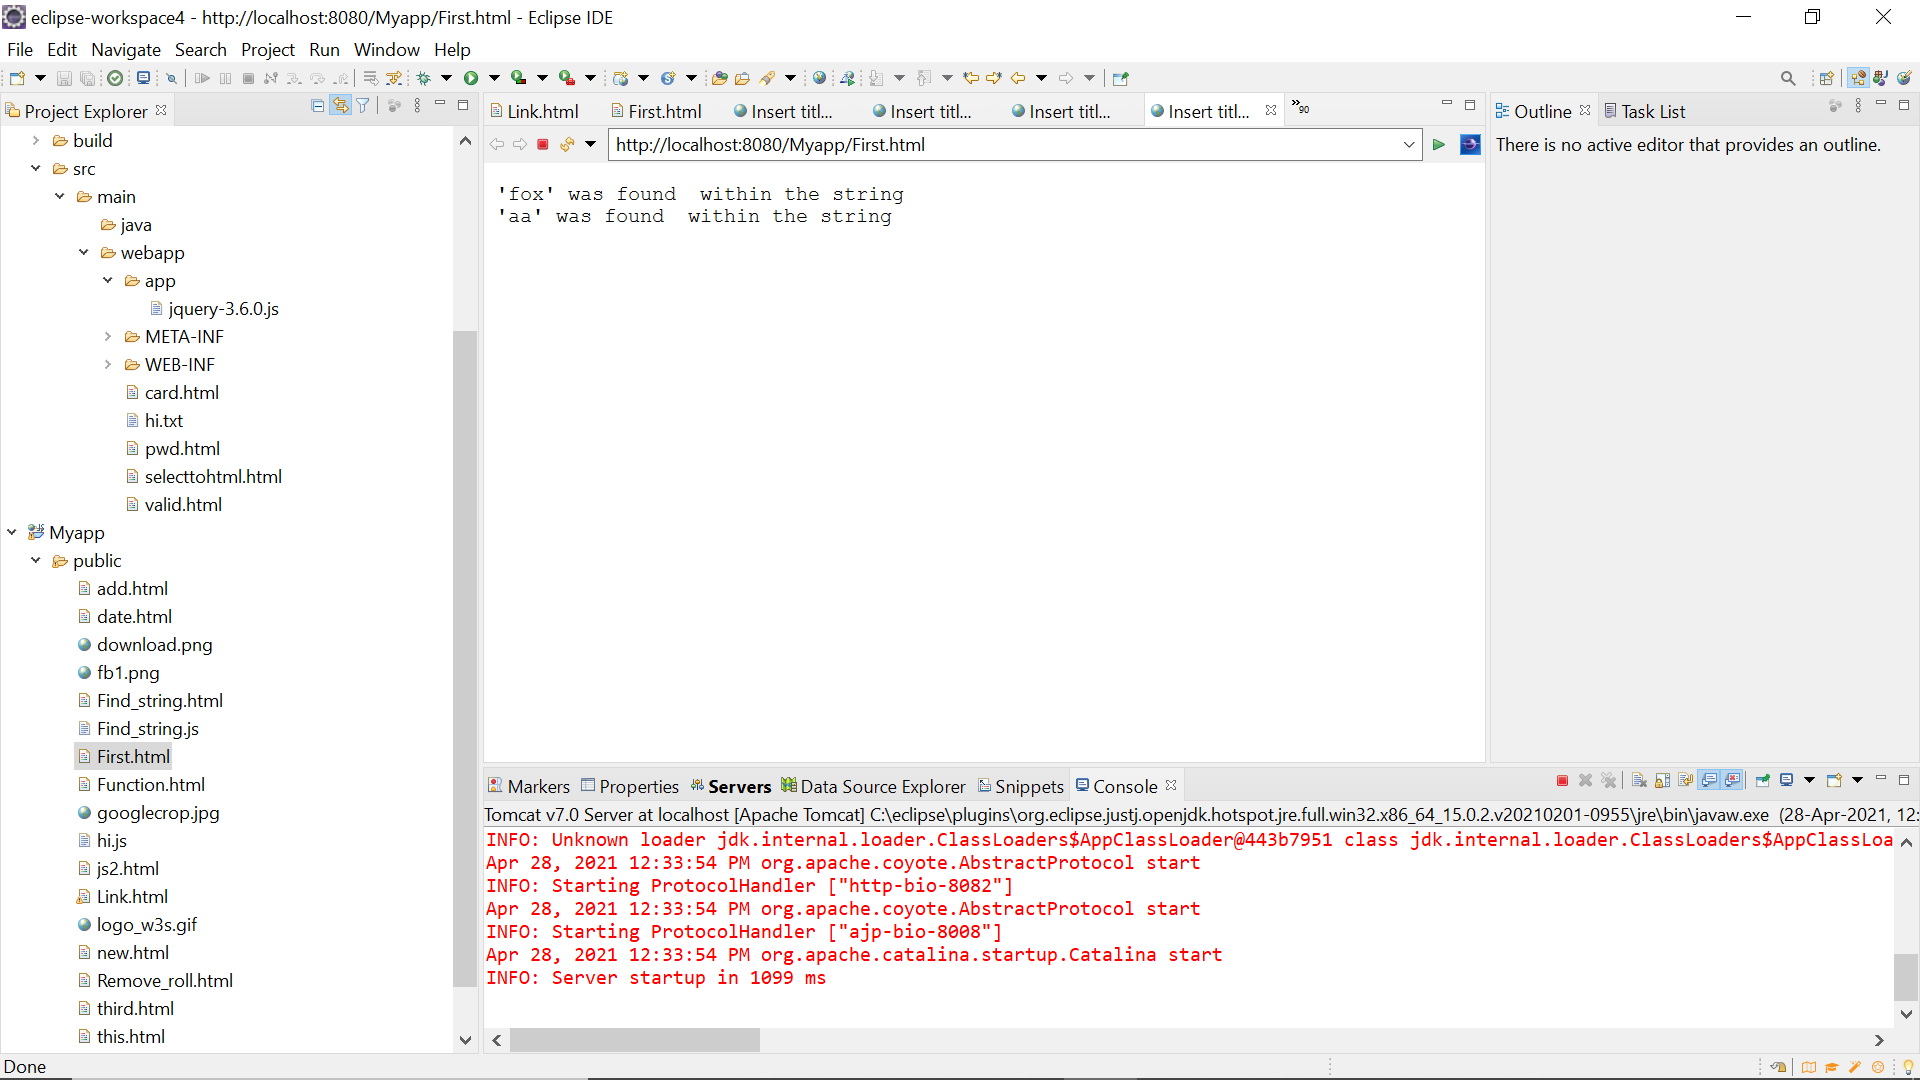 eclipse-workspace4 - http://localhost:8080/Myapp/First.html - Eclipse IDE
File Edit Navigate Search Project Run Window Help
Project Explorer
build
src
main
java
webapp
app
jquery-3.6.0.js
META-INF
WEB-INF
card.html
hi.txt
pwd.html
selecttohtml.html
valid.html
Myapp
public
add.html
date.html
download.png
fb1.png
Find_string.html
Find_string.js
First.html
Function.html
googlecrop.jpg
hi.js
js2.html
Link.html
logo_w3s.gif
new.html
Remove_roll.html
third.html
this.html
Link.html First.html Insert titl... Insert titl... Insert titl... Insert titl... »90
http://localhost:8080/Myapp/First.html
'fox' was found  within the string
'aa' was found  within the string
Outline Task List
There is no active editor that provides an outline.
Markers Properties Servers Data Source Explorer Snippets Console
Tomcat v7.0 Server at localhost [Apache Tomcat] C:\eclipse\plugins\org.eclipse.justj.openjdk.hotspot.jre.full.win32.x86_64_15.0.2.v20210201-0955\jre\bin\javaw.exe (28-Apr-2021, 12:
INFO: Unknown loader jdk.internal.loader.ClassLoaders$AppClassLoader@443b7951 class jdk.internal.loader.ClassLoaders$AppClassLoa
Apr 28, 2021 12:33:54 PM org.apache.coyote.AbstractProtocol start
INFO: Starting ProtocolHandler ["http-bio-8082"]
Apr 28, 2021 12:33:54 PM org.apache.coyote.AbstractProtocol start
INFO: Starting ProtocolHandler ["ajp-bio-8008"]
Apr 28, 2021 12:33:54 PM org.apache.catalina.startup.Catalina start
INFO: Server startup in 1099 ms
Done